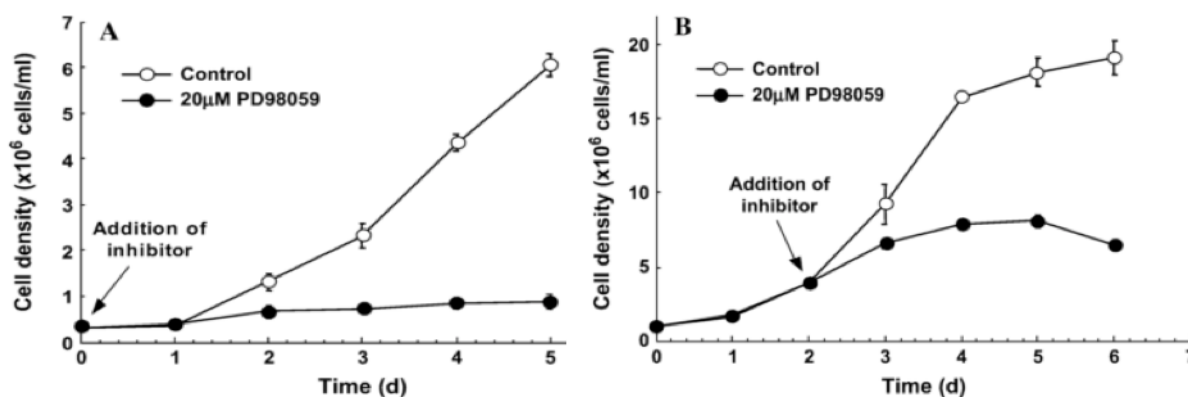 A
Control
20μM PD98059
Addition of
inhibitor
Cell density (x10⁶ cells/ml)
7
6
5
4
3
2
1
0
0 1 2 3 4 5
Time (d)
B
Control
20μM PD98059
Addition of
inhibitor
Cell density (x10⁶ cells/ml)
20
15
10
5
0
0 1 2 3 4 5 6 7
Time (d)